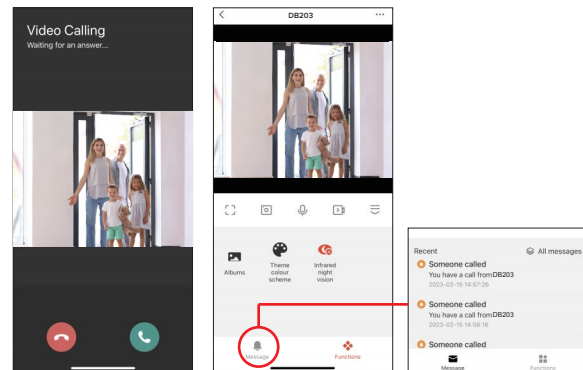 Video Calling
Waiting for an answer...
DB203
Albums
Theme
colour
scheme
Infrared
night
vision
Message
Functions
Recent
All messages
Someone called
You have a call fromDB203
2023-02-15 14:57:26
Someone called
You have a call fromDB203
2023-02-15 14:56:16
Someone called
Message
Functions